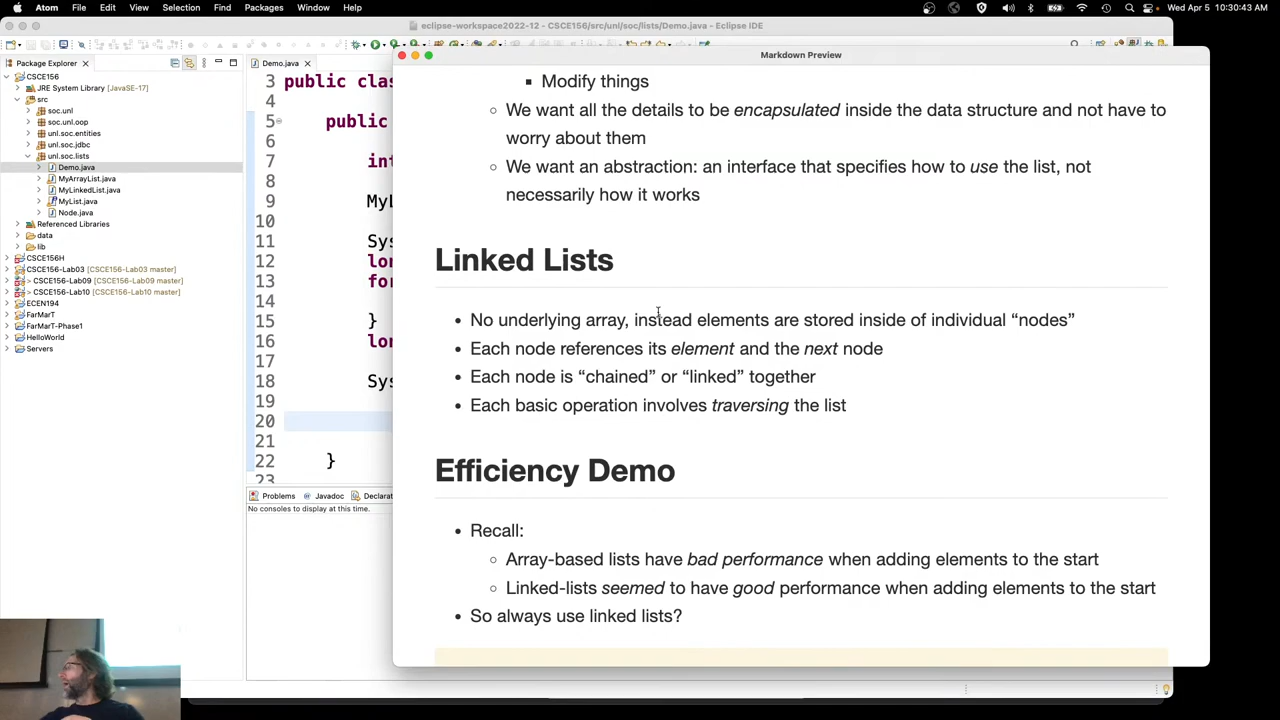 Atom File Edit View Selection Find Packages Window Help Wed Apr 5 10:30:43 AM
eclipse-workspace2022-12 - CSCE156/src/unl/soc/lists/Demo.java - Eclipse IDE
Package Explorer
Demo.java
Markdown Preview
CSCE156
JRE System Library [JavaSE-17]
src
soc.unl
unl.oop
unl.soc.entities
unl.soc.jdbc
unl.soc.lists
Demo.java
MyArrayList.java
MyLinkedList.java
MyList.java
Node.java
Referenced Libraries
data
lib
CSCE156H
CSCE156-Lab03 [CSCE156-Lab03 master]
> CSCE156-Lab09 [CSCE156-Lab09 master]
> CSCE156-Lab10 [CSCE156-Lab10 master]
ECEN194
FarMarT
FarMarT-Phase1
HelloWorld
Servers
3 public clas
4
5 public
6
7 int
8
9 MyL
10
11 Sys
12 lon
13 for
14
15 }
16 lon
17
18 Sys
20
21
22 }
23
Problems Javadoc Declarat
No consoles to display at this time.
▪ Modify things
○ We want all the details to be encapsulated inside the data structure and not have to
worry about them
○ We want an abstraction: an interface that specifies how to use the list, not
necessarily how it works
Linked Lists
• No underlying array, instead elements are stored inside of individual “nodes”
• Each node references its element and the next node
• Each node is “chained” or “linked” together
• Each basic operation involves traversing the list
Efficiency Demo
• Recall:
○ Array-based lists have bad performance when adding elements to the start
○ Linked-lists seemed to have good performance when adding elements to the start
• So always use linked lists?